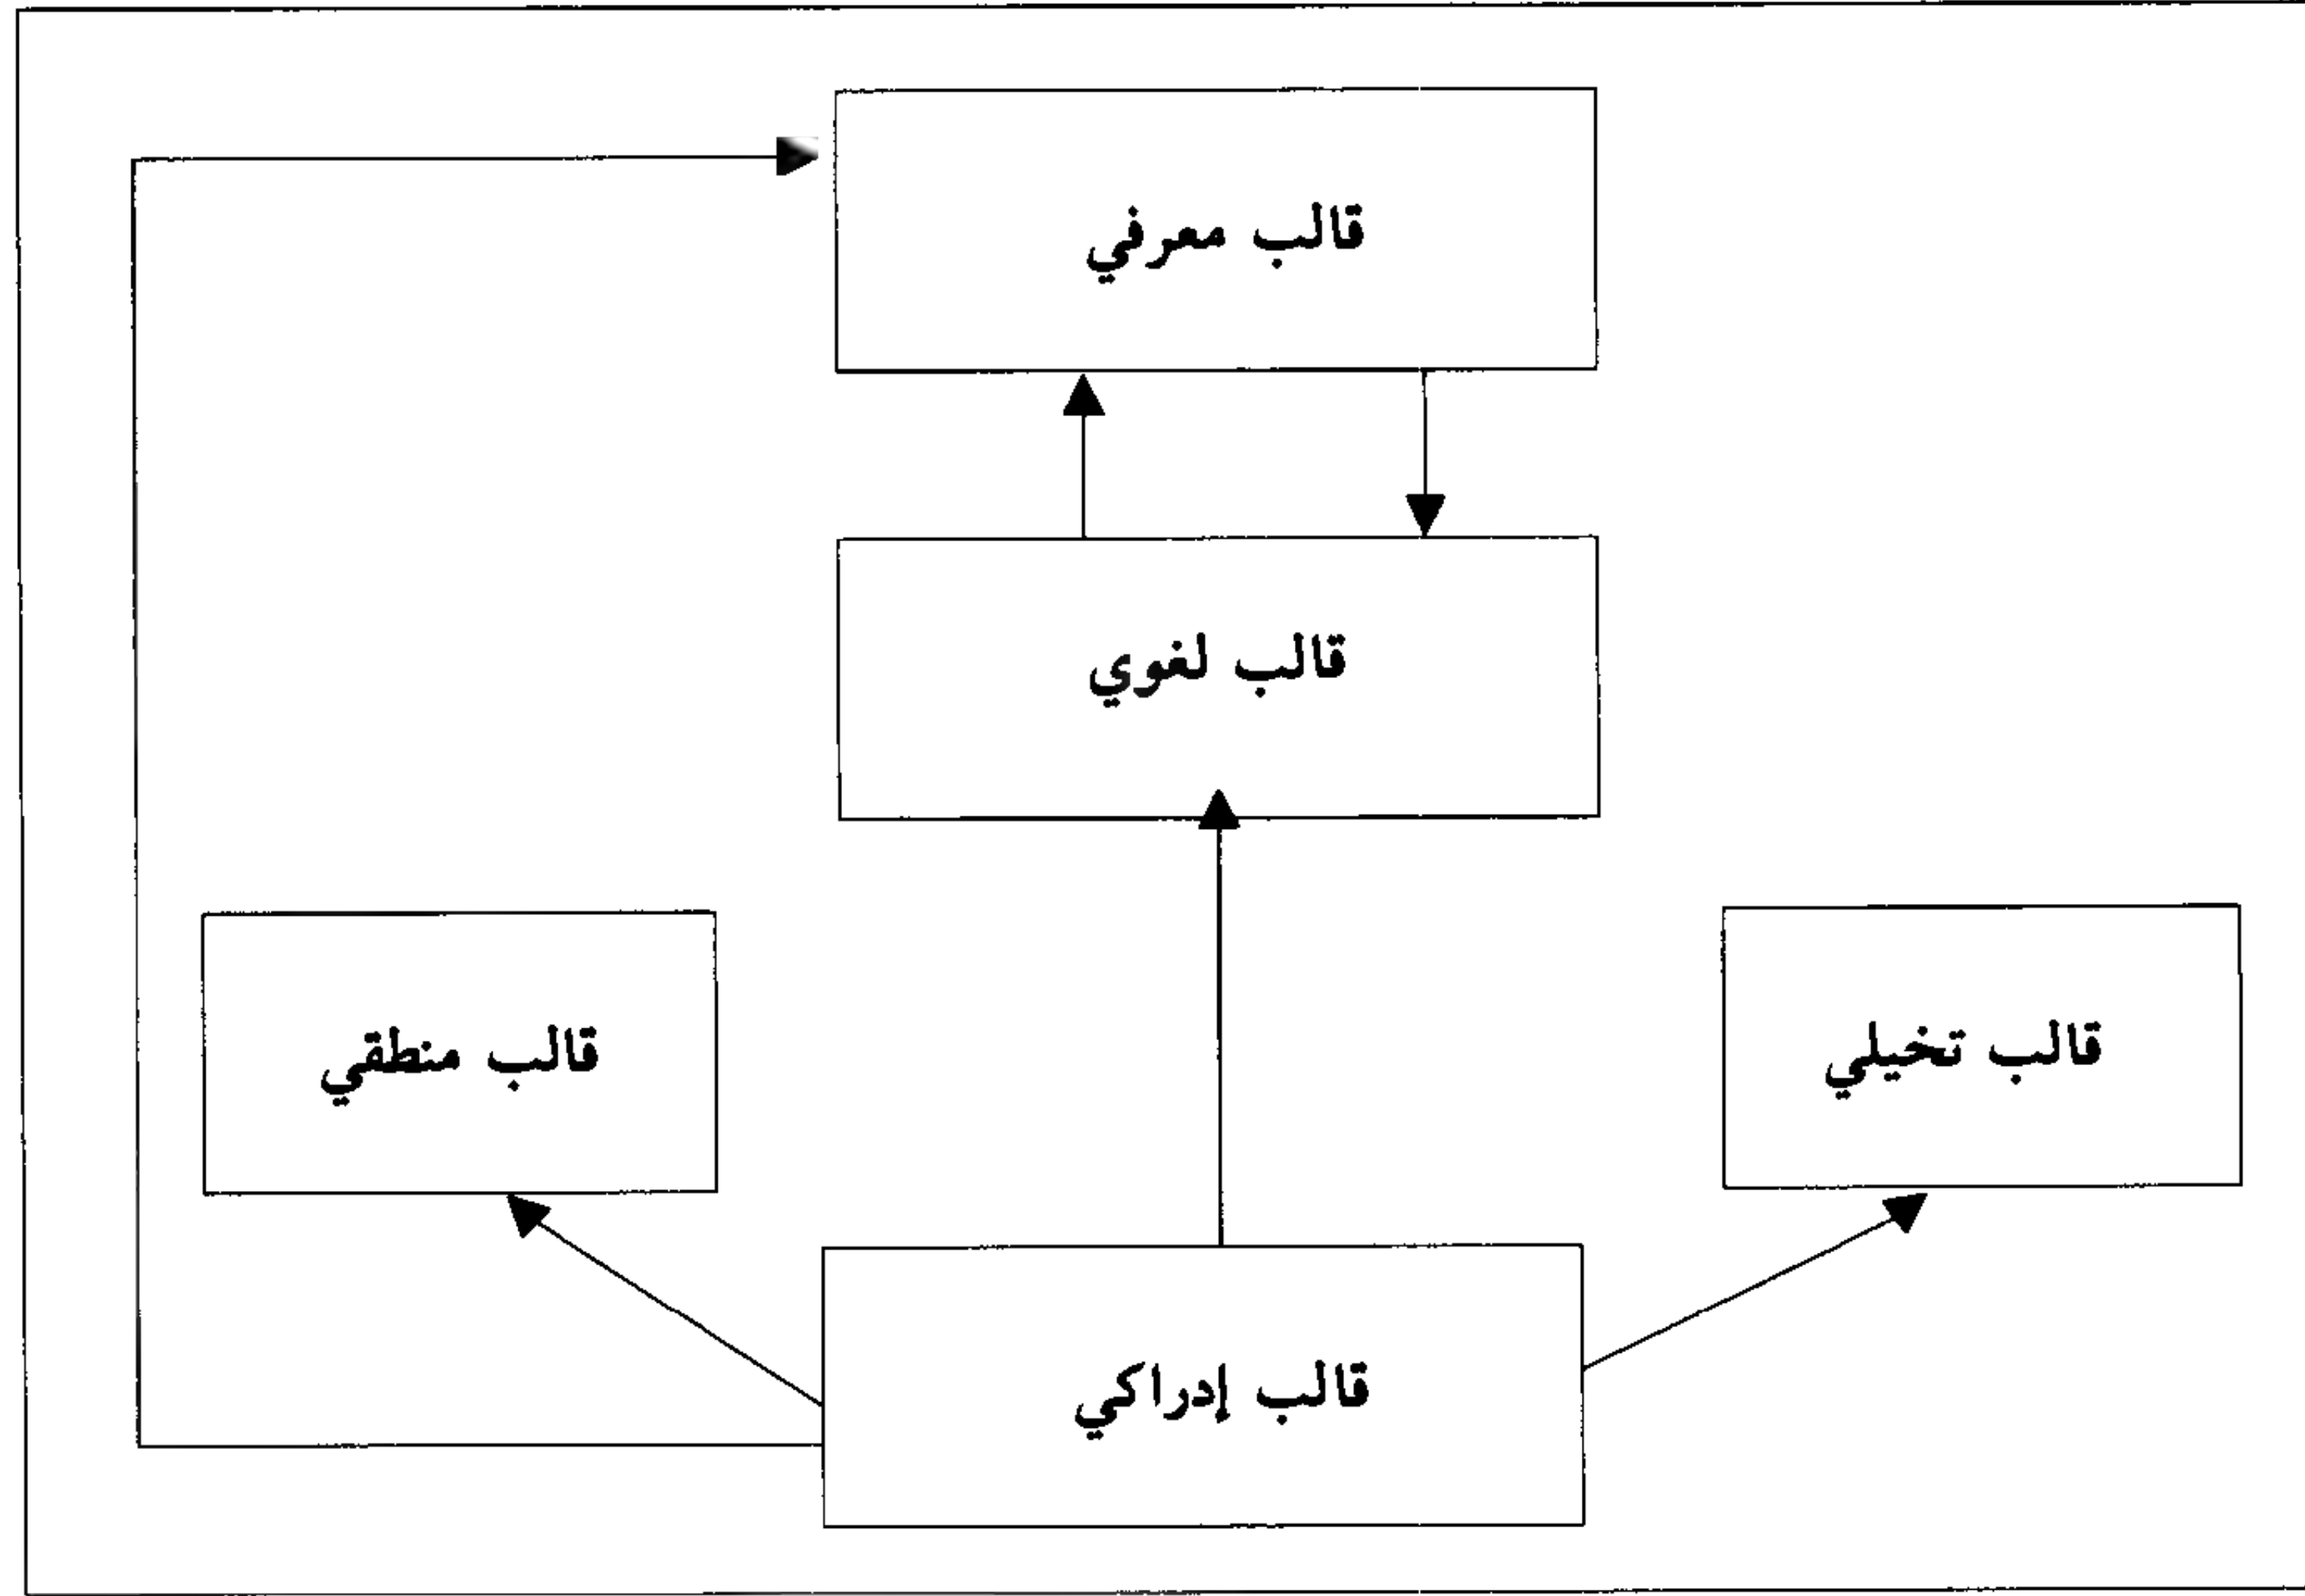 قالب معرفي
قالب لغوي
قالب تخيلي
قالب منطقي
قالب إدراكي